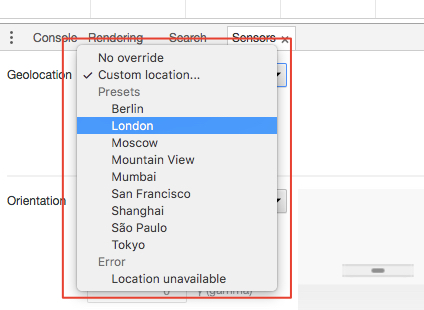 Console Rendering Search Sensors ×
Geolocation
No override
✓ Custom location...
Presets
Berlin
London
Moscow
Mountain View
Mumbai
San Francisco
Shanghai
São Paulo
Tokyo
Error
Location unavailable
Orientation
0 (gamma)